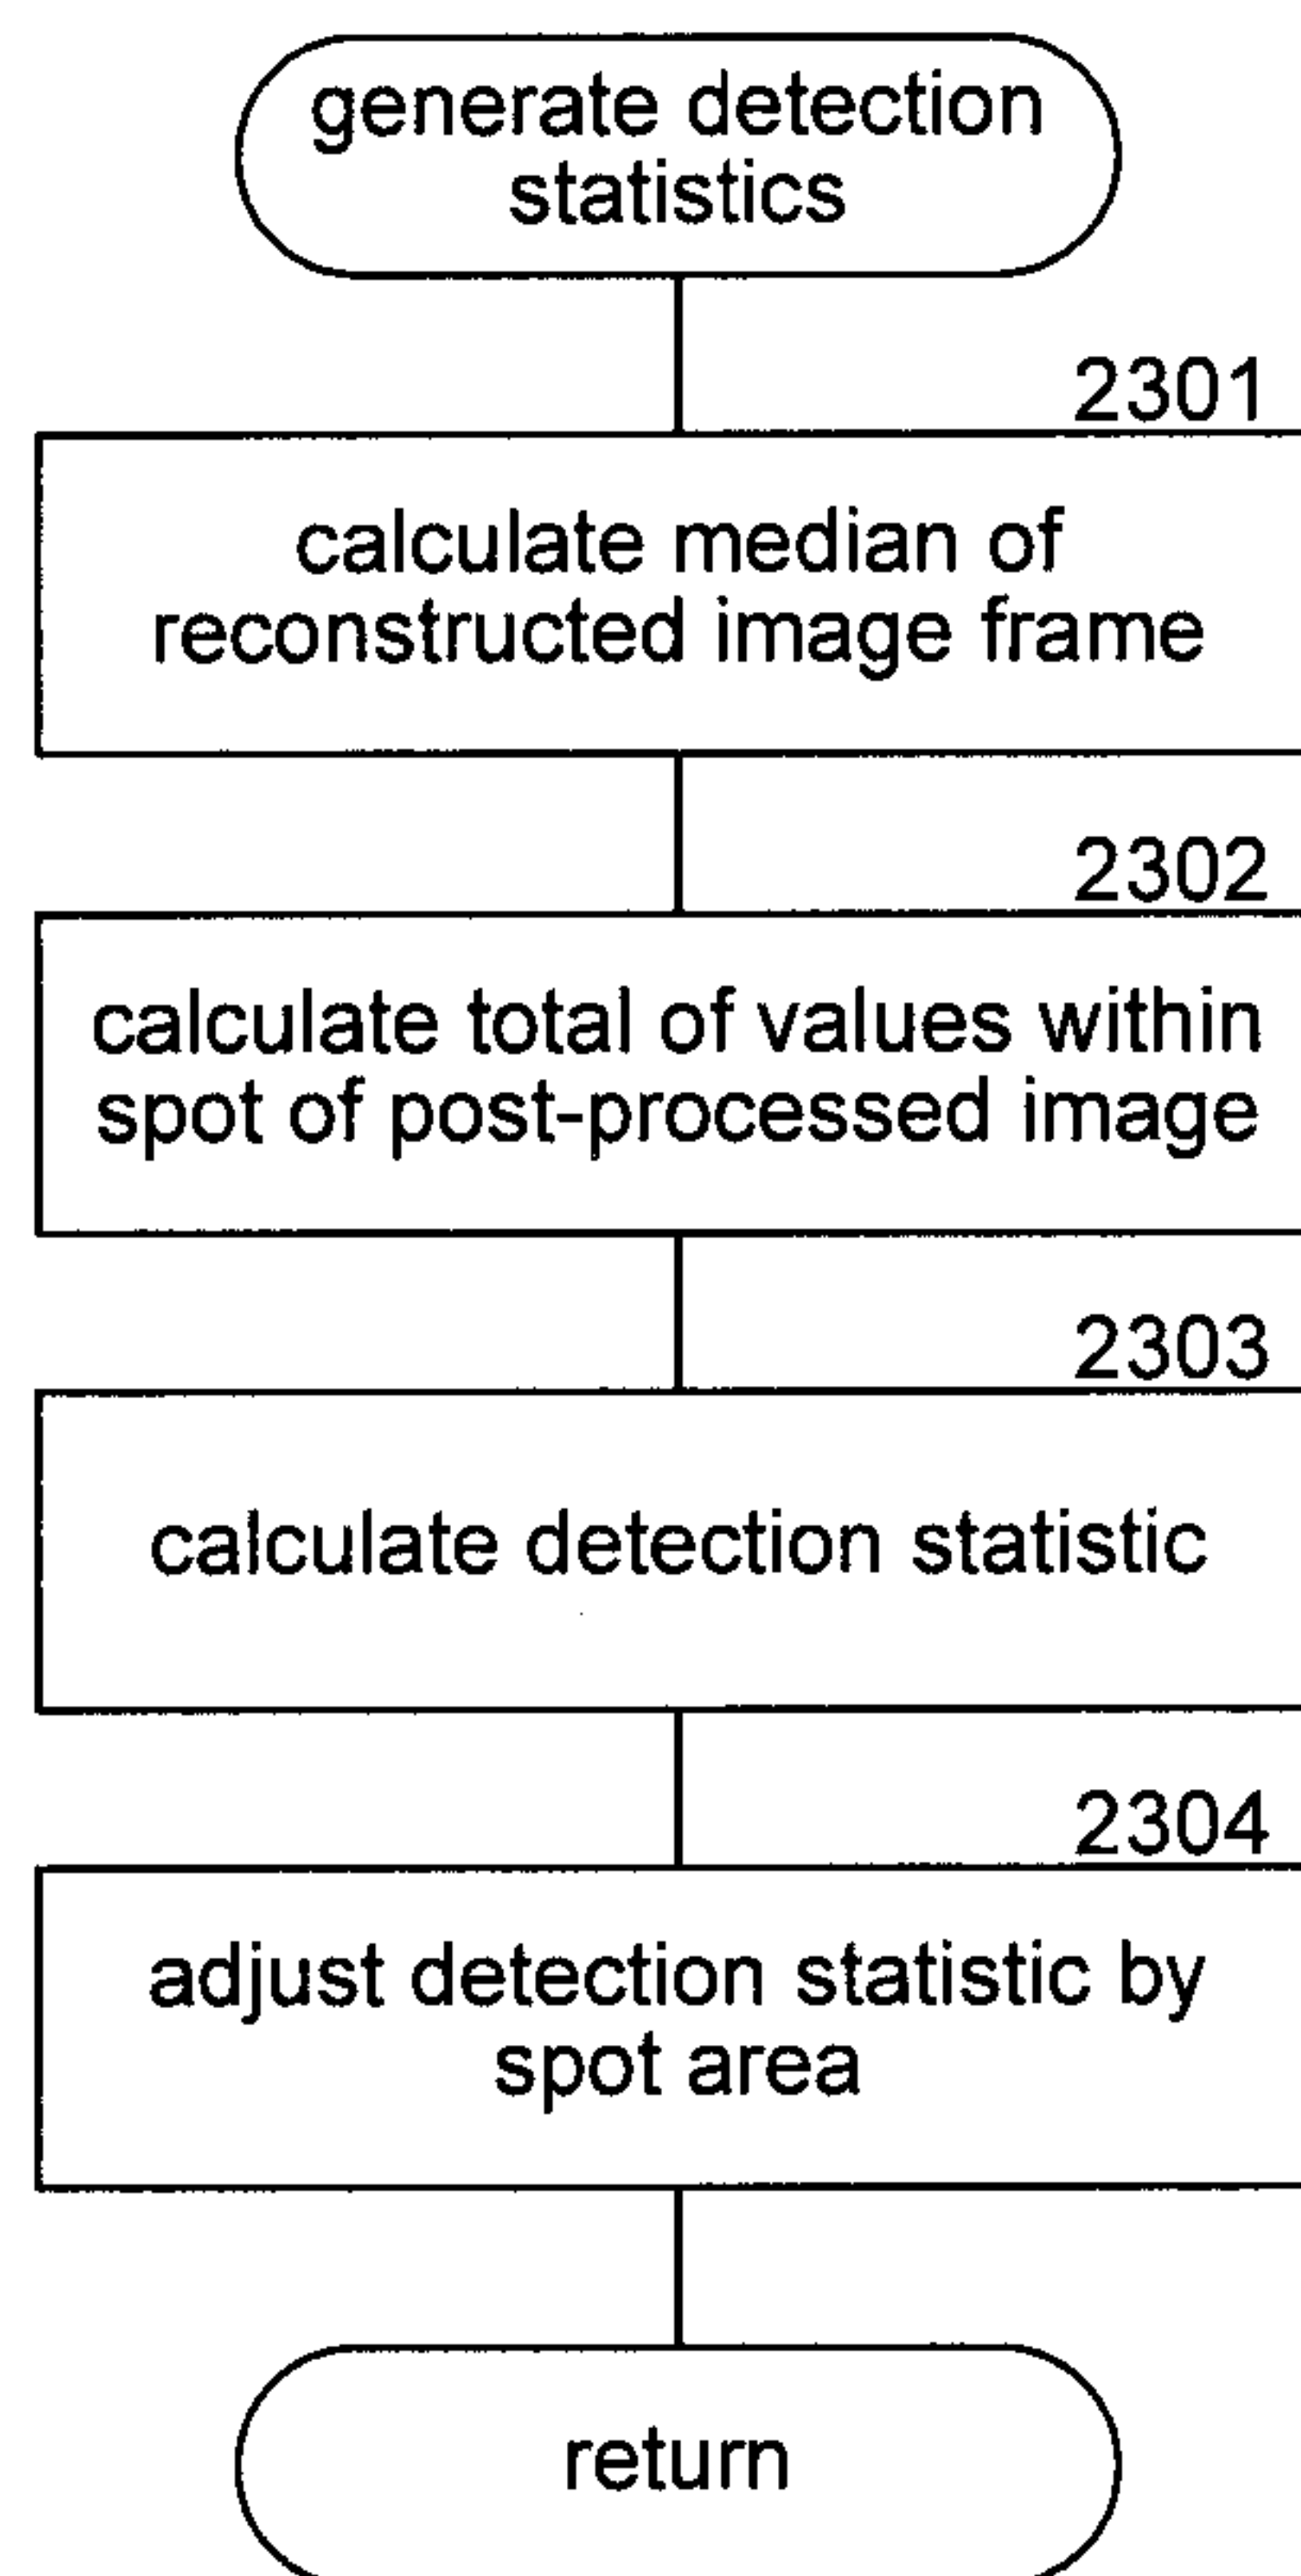 generate detection
statistics
2301
calculate median of
reconstructed image frame
2302
calculate total of values within
spot of post-processed image
2303
calculate detection statistic
2304
adjust detection statistic by
spot area
return